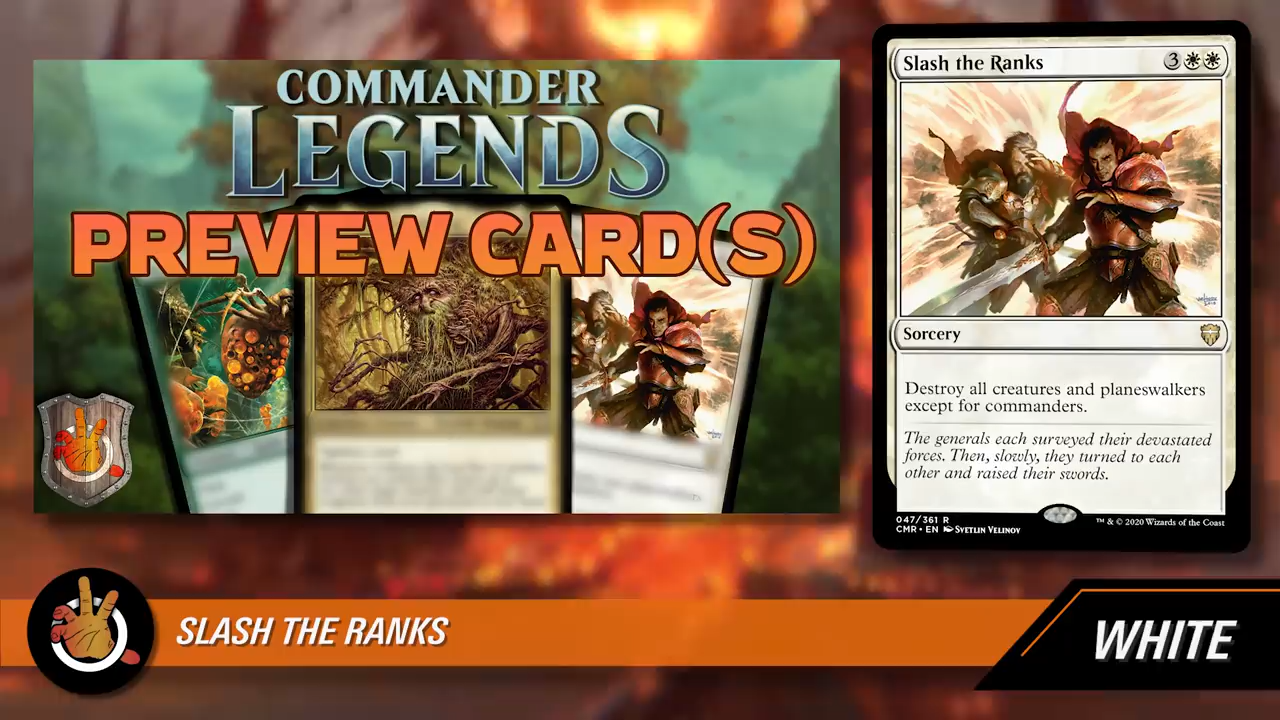 COMMANDER
LEGENDS
PREVIEW CARD(S)
Slash the Ranks 3
Sorcery
Destroy all creatures and planeswalkers
except for commanders.
The generals each surveyed their devastated
forces. Then, slowly, they turned to each
other and raised their swords.
047/361 R
CMR • EN SVETLIN VELINOV
™ & © 2020 Wizards of the Coast
SLASH THE RANKS
WHITE